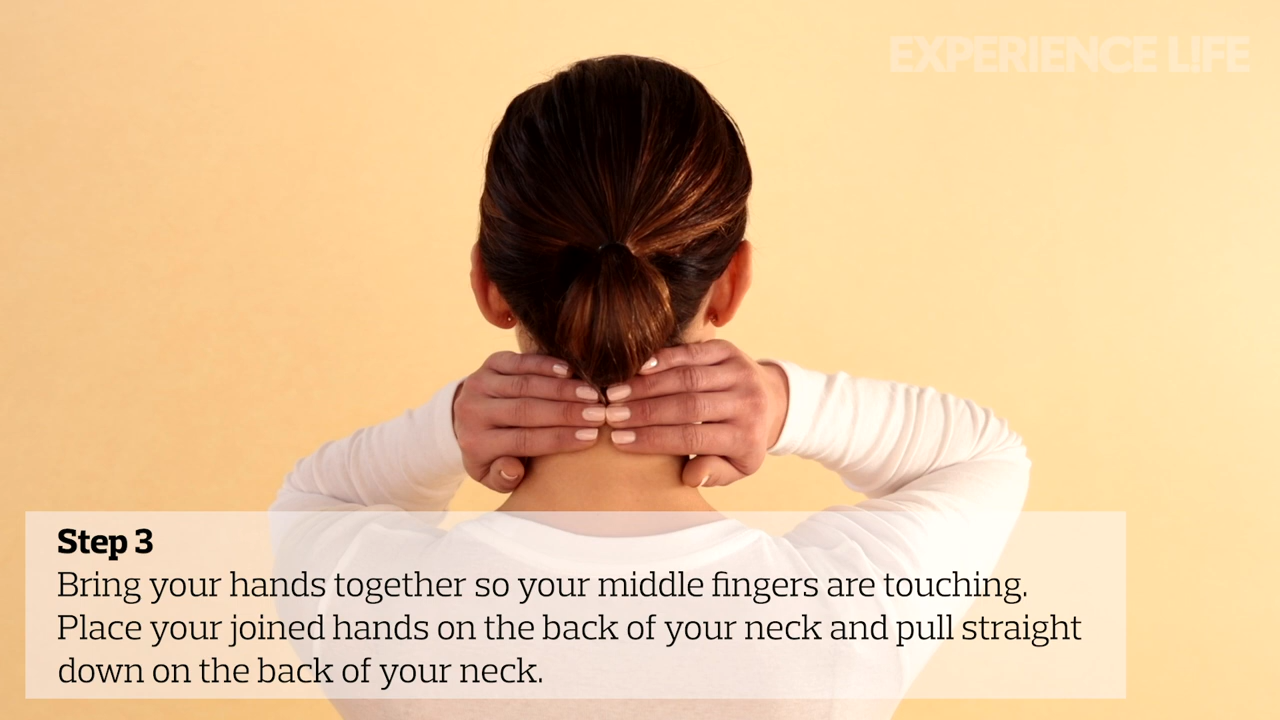 EXPERIENCE L!FE
Step 3
Bring your hands together so your middle fingers are touching.
Place your joined hands on the back of your neck and pull straight
down on the back of your neck.